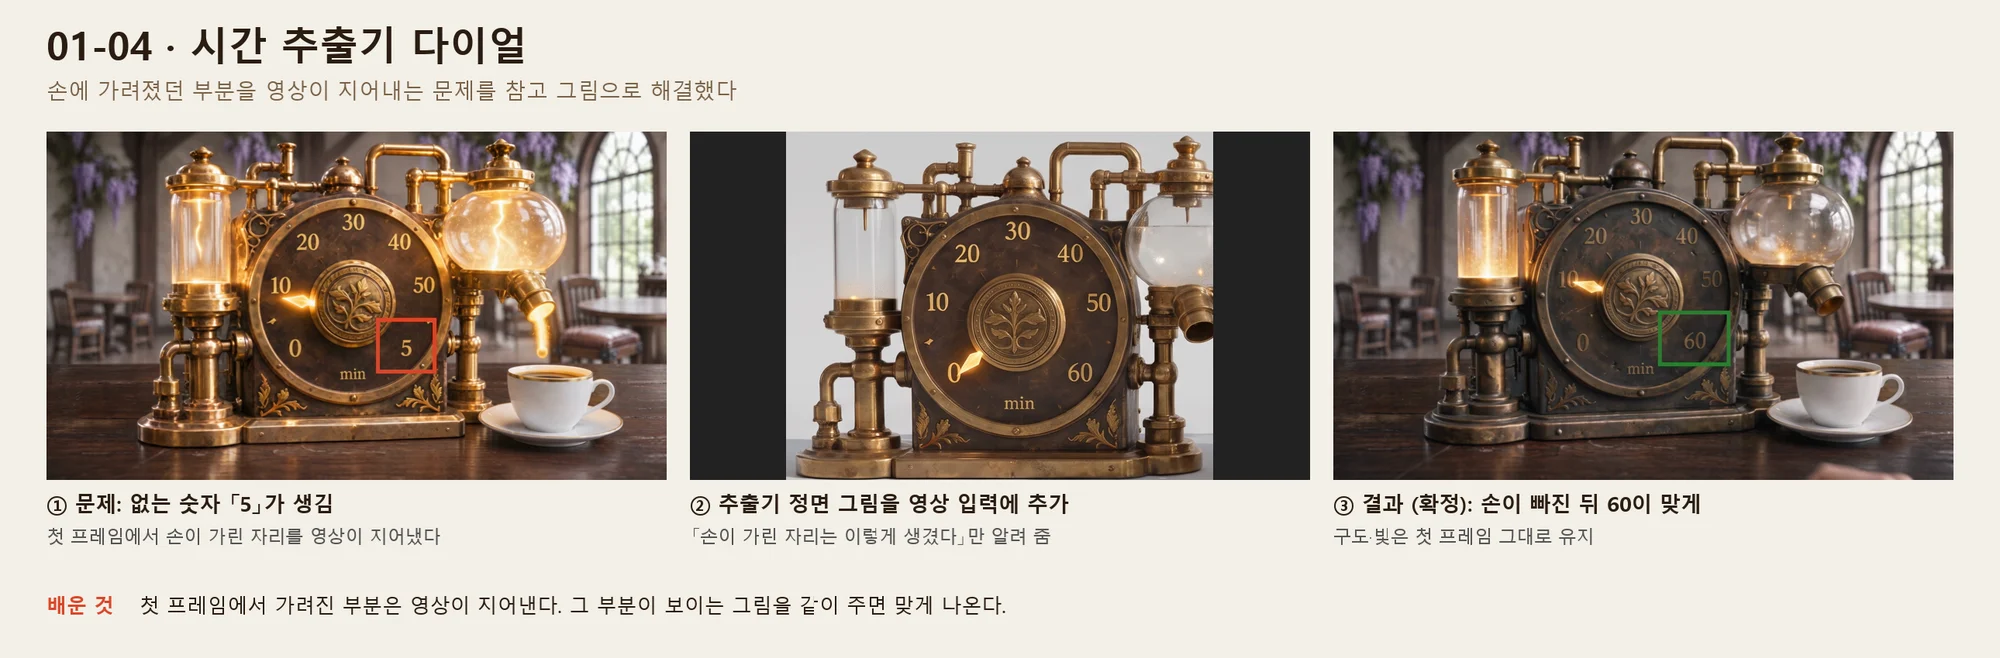 01-04 · 시간 추출기 다이얼
손에 가려졌던 부분을 영상이 지어내는 문제를 참고 그림으로 해결했다
30
20 40
10 50
0 5
min
30
20 40
10 50
0 60
min
30
20 40
10 50
0 60
min
① 문제: 없는 숫자 「5」가 생김
첫 프레임에서 손이 가린 자리를 영상이 지어냈다
② 추출기 정면 그림을 영상 입력에 추가
「손이 가린 자리는 이렇게 생겼다」만 알려 줌
③ 결과 (확정): 손이 빠진 뒤 60이 맞게
구도·빛은 첫 프레임 그대로 유지
배운 것 첫 프레임에서 가려진 부분은 영상이 지어낸다. 그 부분이 보이는 그림을 같이 주면 맞게 나온다.